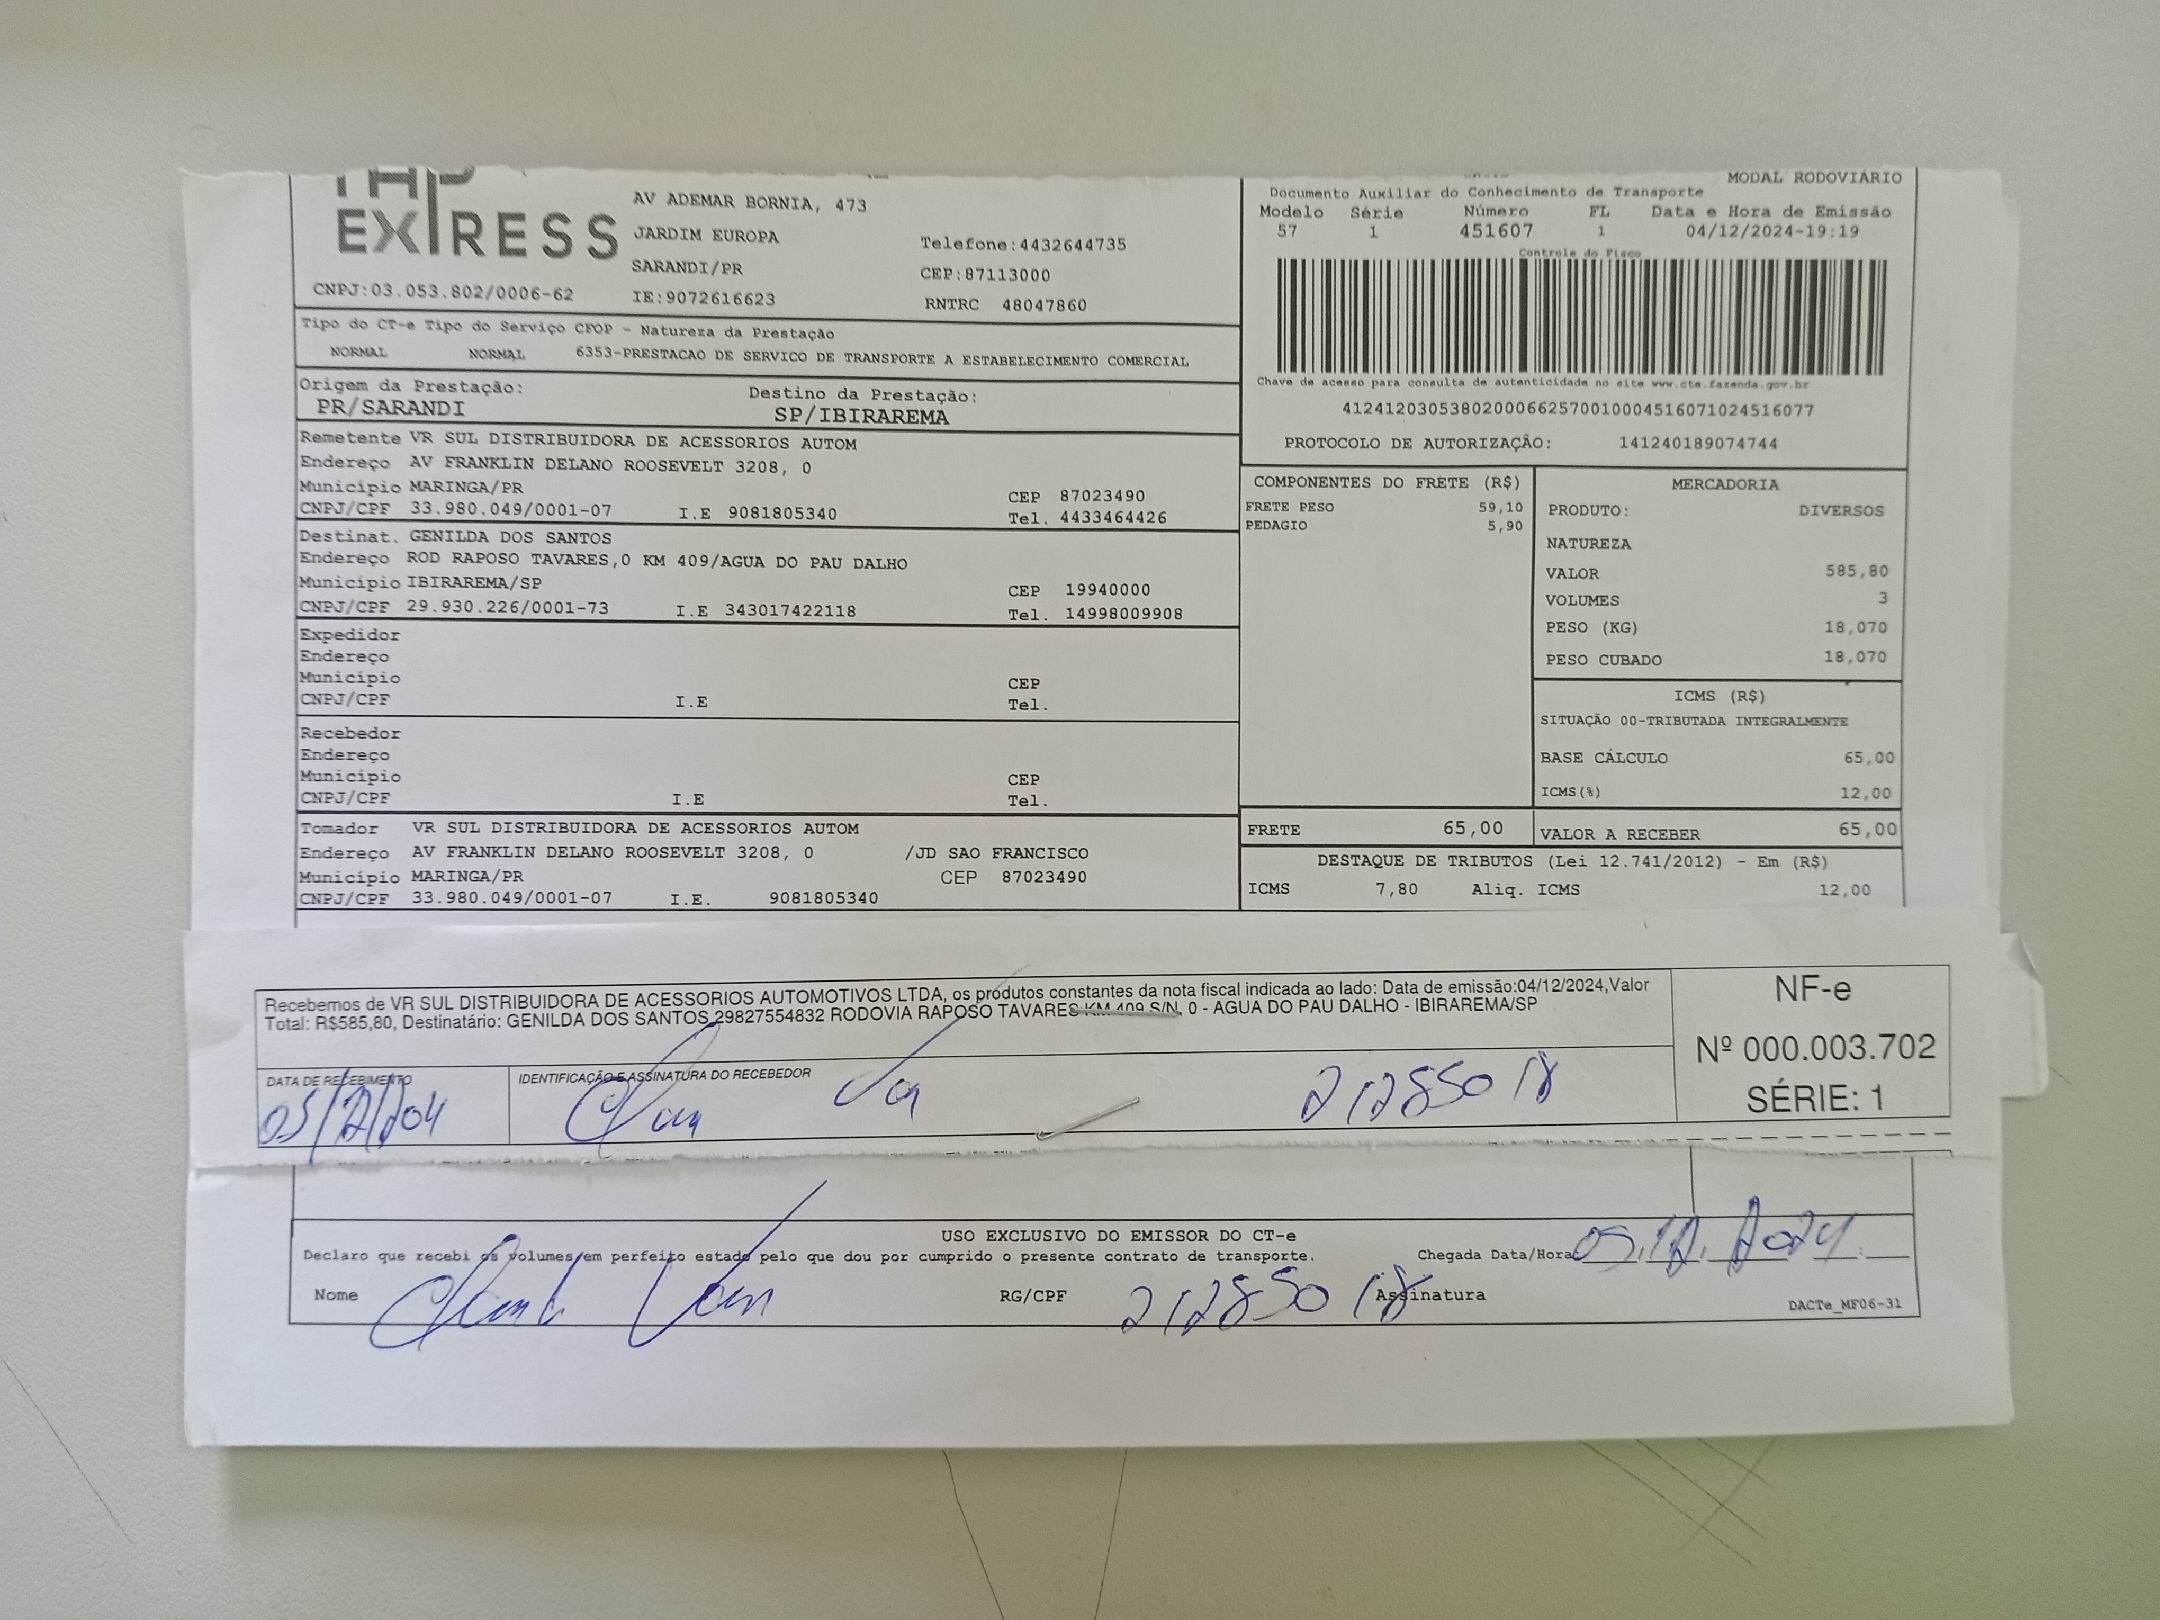 EXPRESS
AV ADEMAR BORNIA, 473
JARDIM EUROPA
SARANDI/PR
IE:9072616623
CNPJ:03.053.802/0006-62
Telefone:4432644735
CEP:87113000
RNTRC 48047860
MODAL RODOVIÁRIO
Documento Auxiliar do Conhecimento de Transporte
Modelo Série Número FL Data e Hora de Emissão
57 1 451607 1 04/12/2024-19:19
Controle do Fisco
Chave de acesso para consulta de autenticidade no site www.cte.fazenda.gov.br
41241203053802000662570010004516071024516077
PROTOCOLO DE AUTORIZAÇÃO: 141240189074744
Tipo do CT-e Tipo do Serviço CFOP - Natureza da Prestação
NORMAL NORMAL 6353-PRESTACAO DE SERVICO DE TRANSPORTE A ESTABELECIMENTO COMERCIAL
Origem da Prestação: Destino da Prestação:
PR/SARANDI SP/IBIRAREMA
Remetente VR SUL DISTRIBUIDORA DE ACESSORIOS AUTOM
Endereço AV FRANKLIN DELANO ROOSEVELT 3208, 0
Município MARINGA/PR CEP 87023490
CNPJ/CPF 33.980.049/0001-07 I.E 9081805340 Tel. 4433464426
Destinat. GENILDA DOS SANTOS
Endereço ROD RAPOSO TAVARES,0 KM 409/AGUA DO PAU DALHO
Município IBIRAREMA/SP CEP 19940000
CNPJ/CPF 29.930.226/0001-73 I.E 343017422118 Tel. 14998009908
Expedidor
Endereço
Município CEP
CNPJ/CPF I.E Tel.
Recebedor
Endereço
Município CEP
CNPJ/CPF I.E Tel.
Tomador VR SUL DISTRIBUIDORA DE ACESSORIOS AUTOM
Endereço AV FRANKLIN DELANO ROOSEVELT 3208, 0 /JD SAO FRANCISCO
Município MARINGA/PR CEP 87023490
CNPJ/CPF 33.980.049/0001-07 I.E. 9081805340
COMPONENTES DO FRETE (R$)
FRETE PESO 59,10
PEDAGIO 5,90
MERCADORIA
PRODUTO: DIVERSOS
NATUREZA
VALOR 585,80
VOLUMES 3
PESO (KG) 18,070
PESO CUBADO 18,070
ICMS (R$)
SITUAÇÃO 00-TRIBUTADA INTEGRALMENTE
BASE CÁLCULO 65,00
ICMS(%) 12,00
FRETE 65,00 VALOR A RECEBER 65,00
DESTAQUE DE TRIBUTOS (Lei 12.741/2012) - Em (R$)
ICMS 7,80 Aliq. ICMS 12,00
Recebemos de VR SUL DISTRIBUIDORA DE ACESSORIOS AUTOMOTIVOS LTDA, os produtos constantes da nota fiscal indicada ao lado: Data de emissão:04/12/2024,Valor
Total: R$585,80, Destinatário: GENILDA DOS SANTOS 29827554832 RODOVIA RAPOSO TAVARES KM 409 S/N, 0 - AGUA DO PAU DALHO - IBIRAREMA/SP
DATA DE RECEBIMENTO IDENTIFICAÇÃO E ASSINATURA DO RECEBEDOR
21285018
NF-e
Nº 000.003.702
SÉRIE: 1
USO EXCLUSIVO DO EMISSOR DO CT-e
Declaro que recebi os volumes em perfeito estado pelo que dou por cumprido o presente contrato de transporte. Chegada Data/Hora 05.12.2024
Nome RG/CPF 21285018 Assinatura
DACTe_MF06-31